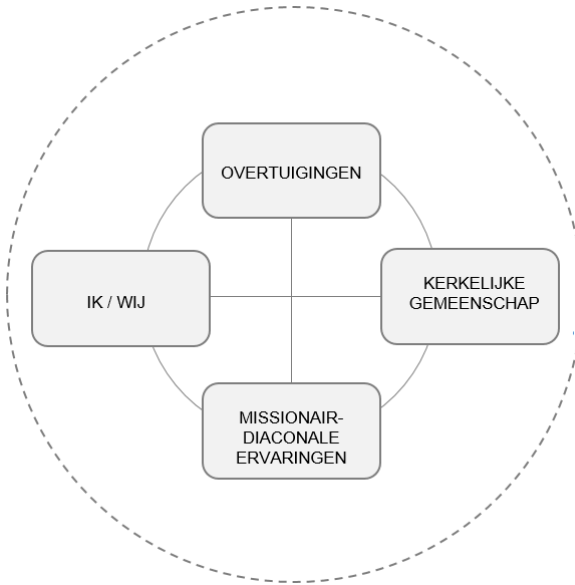 OVERTUIGINGEN
IK / WIJ
KERKELIJKE
GEMEENSCHAP
MISSIONAIR-
DIACONALE
ERVARINGEN